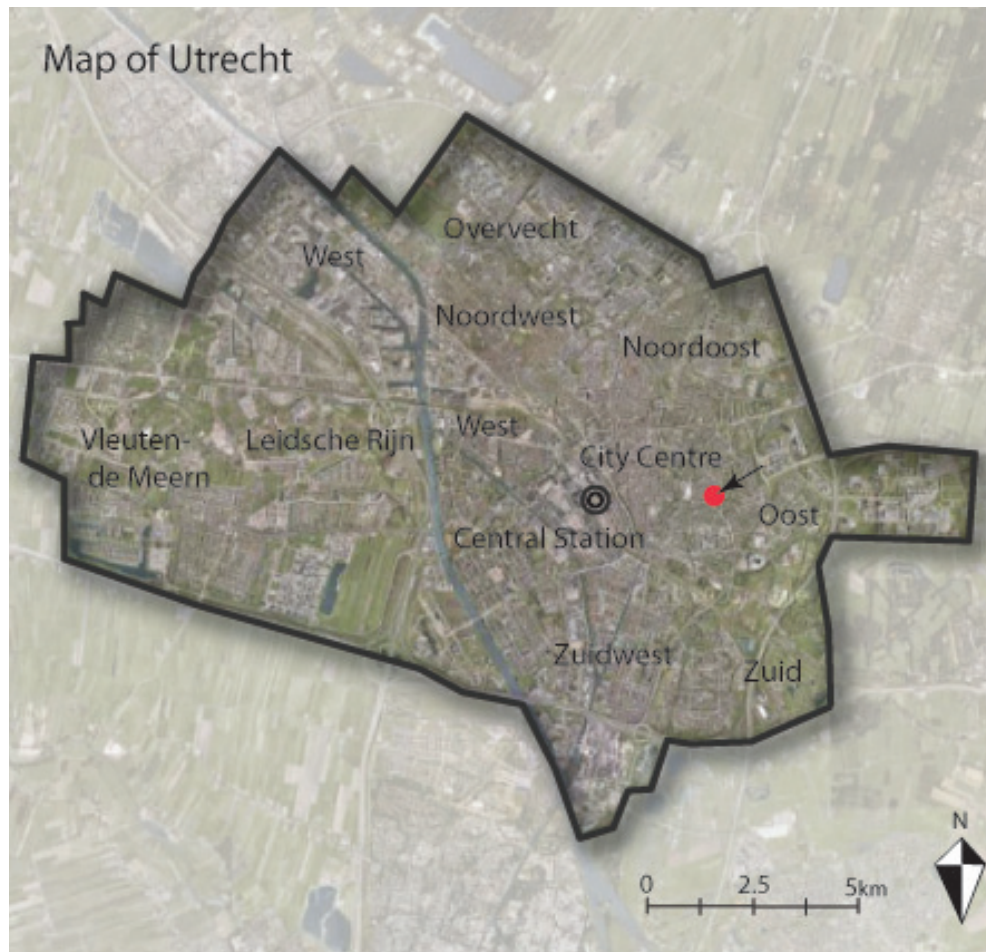 Map of Utrecht
Overvecht
West
Noordwest
Noordoost
Vleuten-
de Meern
Leidsche Rijn
West
City Centre
Oost
Central Station
Zuidwest
Zuid
N
0 2.5 5km